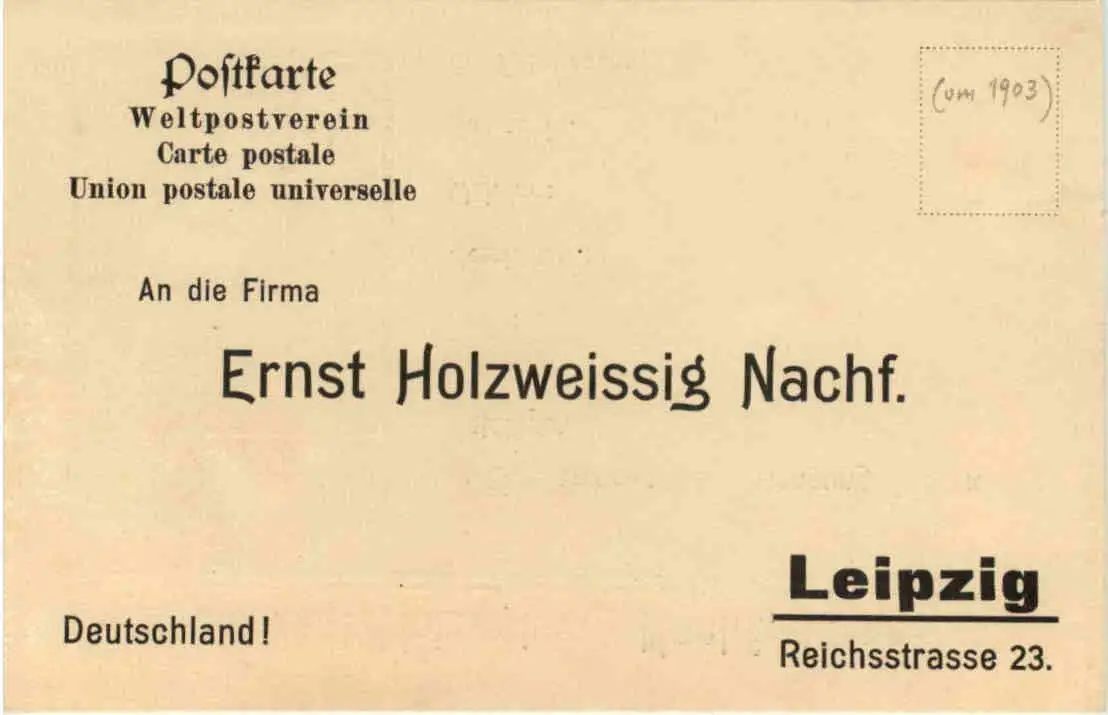 Postkarte
Weltpostverein
Carte postale
Union postale universelle
(um 1903)
An die Firma
Ernst Holzweissig Nachf.
Leipzig
Deutschland!
Reichsstrasse 23.